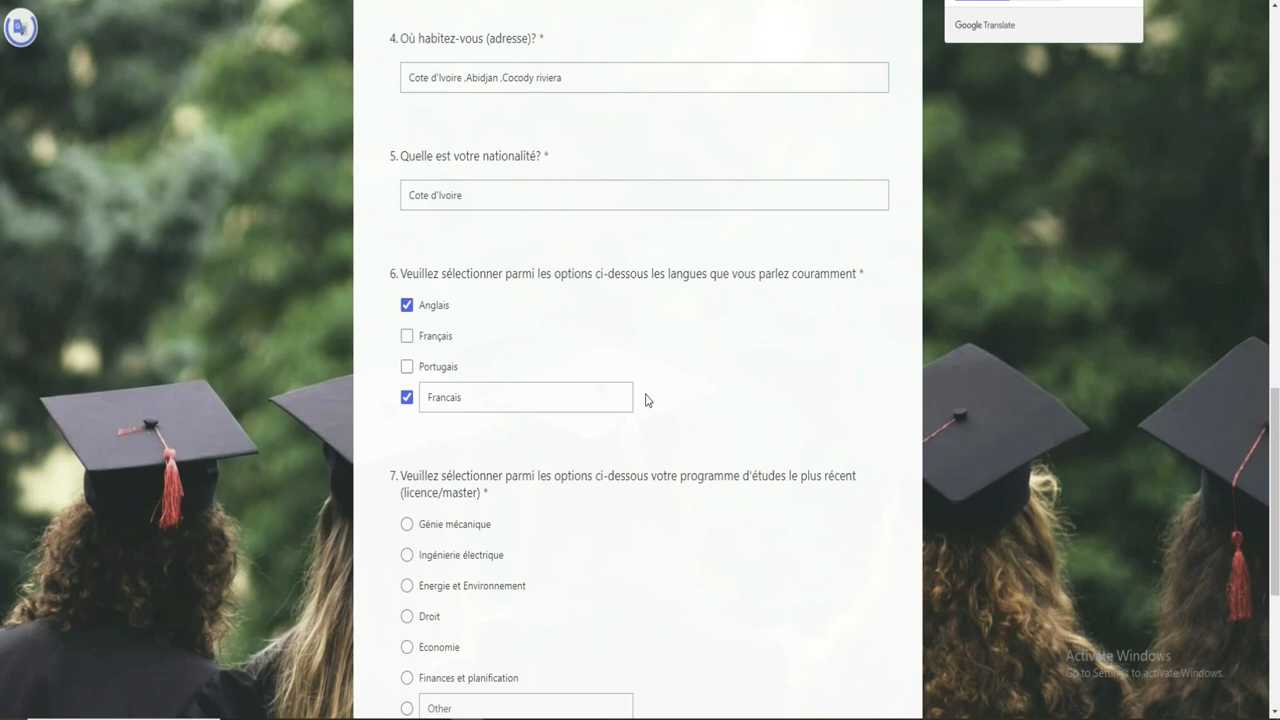 Google Translate
4. Où habitez-vous (adresse)? *
Cote d'Ivoire ,Abidjan ,Cocody riviera
5. Quelle est votre nationalité? *
Cote d'Ivoire
6. Veuillez sélectionner parmi les options ci-dessous les langues que vous parlez couramment *
Anglais
Français
Portugais
Francais
7. Veuillez sélectionner parmi les options ci-dessous votre programme d'études le plus récent
(licence/master) *
Génie mécanique
Ingénierie électrique
Energie et Environnement
Droit
Economie
Finances et planification
Other
Activate Windows
Go to Settings to activate Windows.